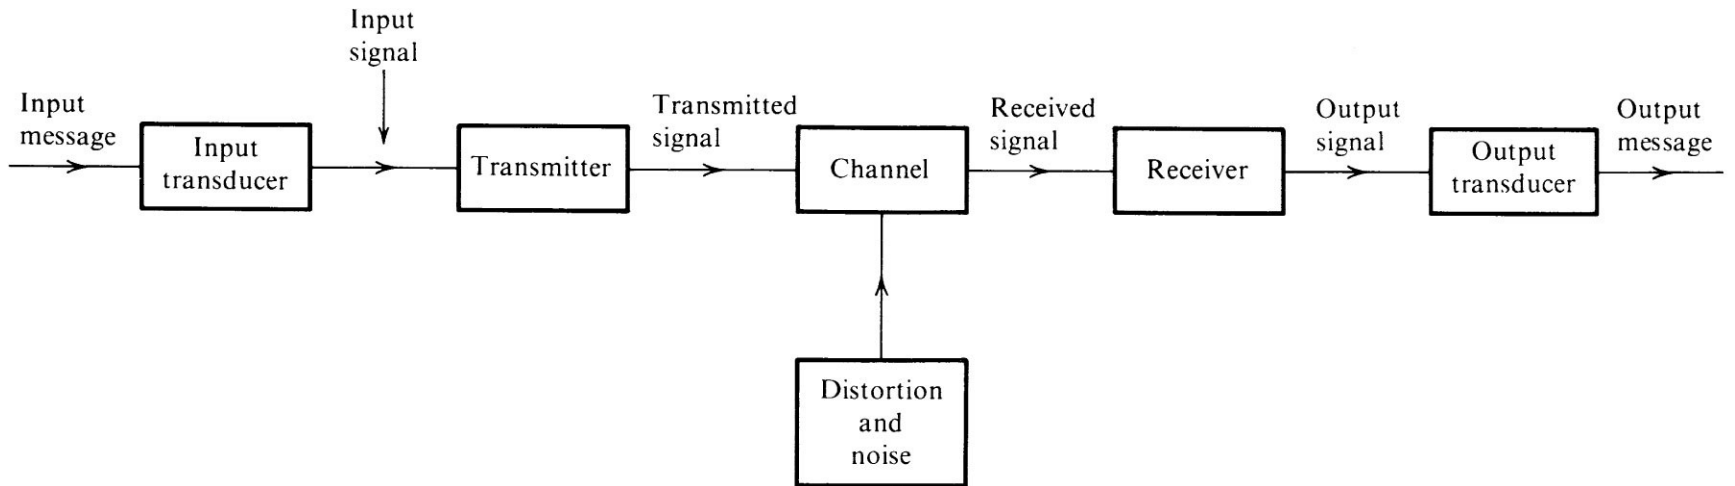 Input
signal
Input
message
Input
transducer
Transmitter
Transmitted
signal
Channel
Received
signal
Receiver
Output
signal
Output
transducer
Output
message
Distortion
and
noise